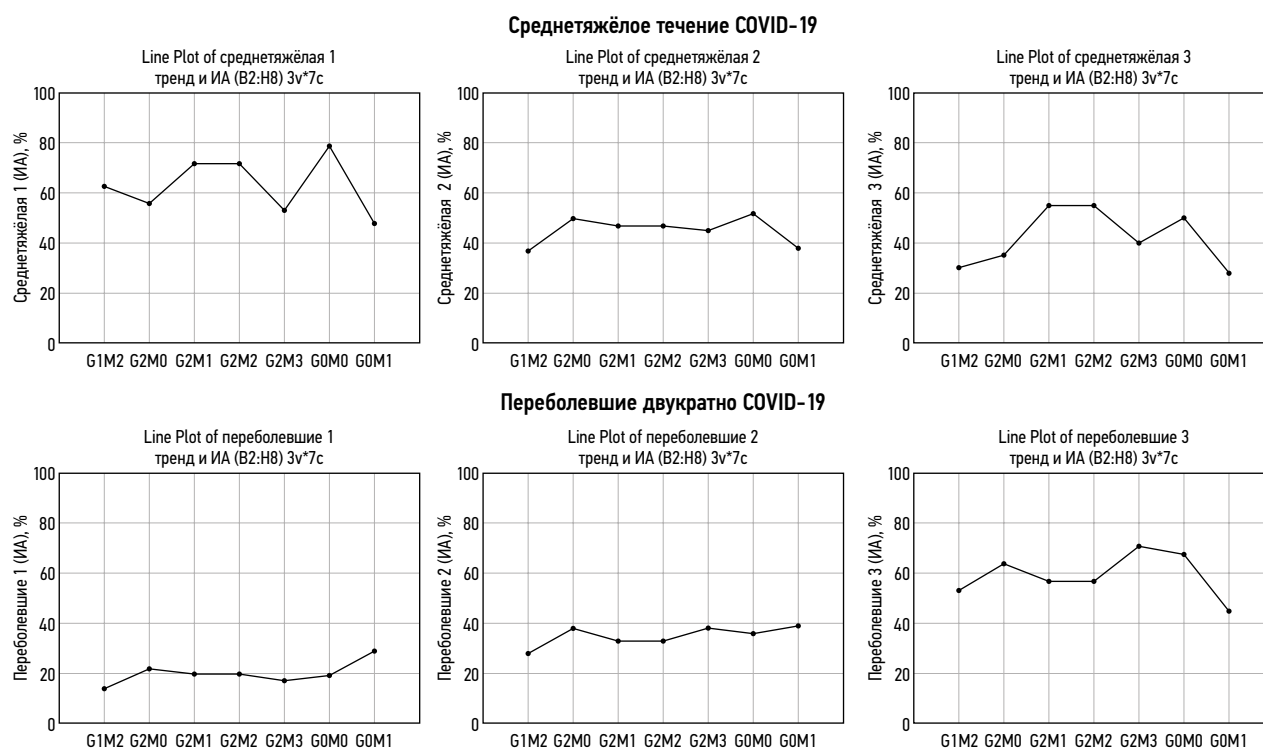 Среднетяжёлое течение COVID-19
Line Plot of среднетяжёлая 1
тренд и ИА (B2:H8) 3v*7c
Среднетяжёлая 1 (ИА), %
100
80
60
40
20
0
G1M2 G2M0 G2M1 G2M2 G2M3 G0M0 G0M1
Line Plot of среднетяжёлая 2
тренд и ИА (B2:H8) 3v*7c
Среднетяжёлая 2 (ИА), %
100
80
60
40
20
0
G1M2 G2M0 G2M1 G2M2 G2M3 G0M0 G0M1
Line Plot of среднетяжёлая 3
тренд и ИА (B2:H8) 3v*7c
Среднетяжёлая 3 (ИА), %
100
80
60
40
20
0
G1M2 G2M0 G2M1 G2M2 G2M3 G0M0 G0M1
Переболевшие двукратно COVID-19
Line Plot of переболевшие 1
тренд и ИА (B2:H8) 3v*7c
Переболевшие 1 (ИА), %
100
80
60
40
20
0
G1M2 G2M0 G2M1 G2M2 G2M3 G0M0 G0M1
Line Plot of переболевшие 2
тренд и ИА (B2:H8) 3v*7c
Переболевшие 2 (ИА), %
100
80
60
40
20
0
G1M2 G2M0 G2M1 G2M2 G2M3 G0M0 G0M1
Line Plot of переболевшие 3
тренд и ИА (B2:H8) 3v*7c
Переболевшие 3 (ИА), %
100
80
60
40
20
0
G1M2 G2M0 G2M1 G2M2 G2M3 G0M0 G0M1